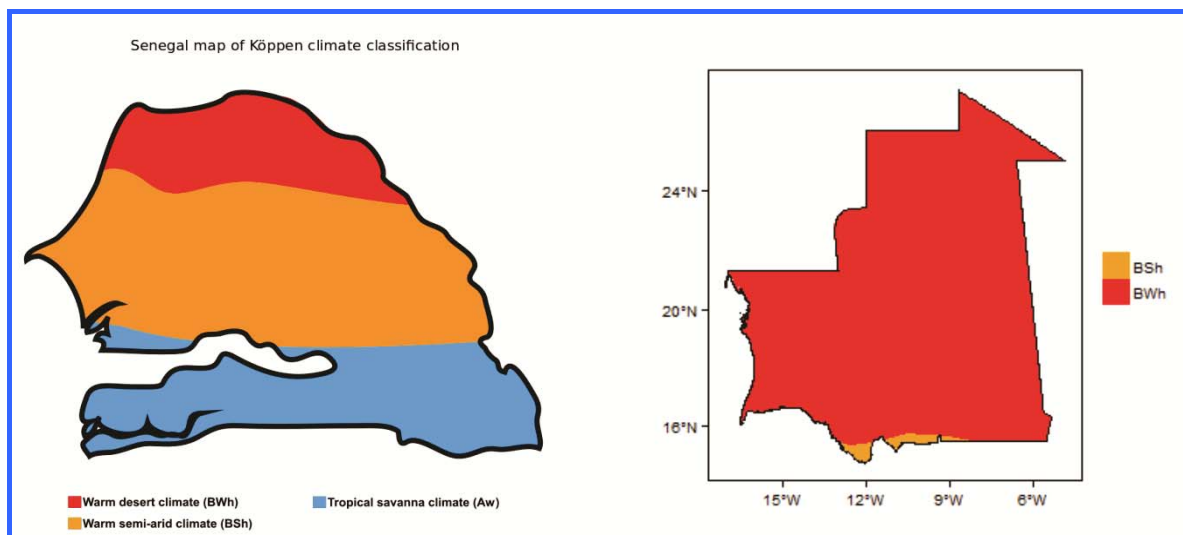 Senegal map of Köppen climate classification
Warm desert climate (BWh)
Warm semi-arid climate (BSh)
Tropical savanna climate (Aw)
24°N
20°N
16°N
15°W 12°W 9°W 6°W
BSh
BWh